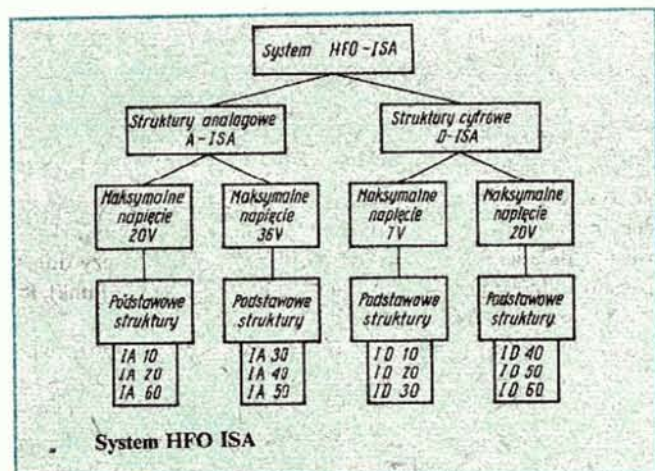 System HFO-ISA
Struktury analogowe
A-ISA
Struktury cyfrowe
D-ISA
Maksymalne
napięcie
20V
Maksymalne
napięcie
36V
Maksymalne
napięcie
7V
Maksymalne
napięcie
20V
Podstawowe
struktury
Podstawowe
struktury
Podstawowe
struktury
Podstawowe
struktury
IA 10
IA 20
IA 60
IA 30
IA 40
IA 50
ID 10
ID 20
ID 30
ID 40
ID 50
ID 60
System HFO ISA